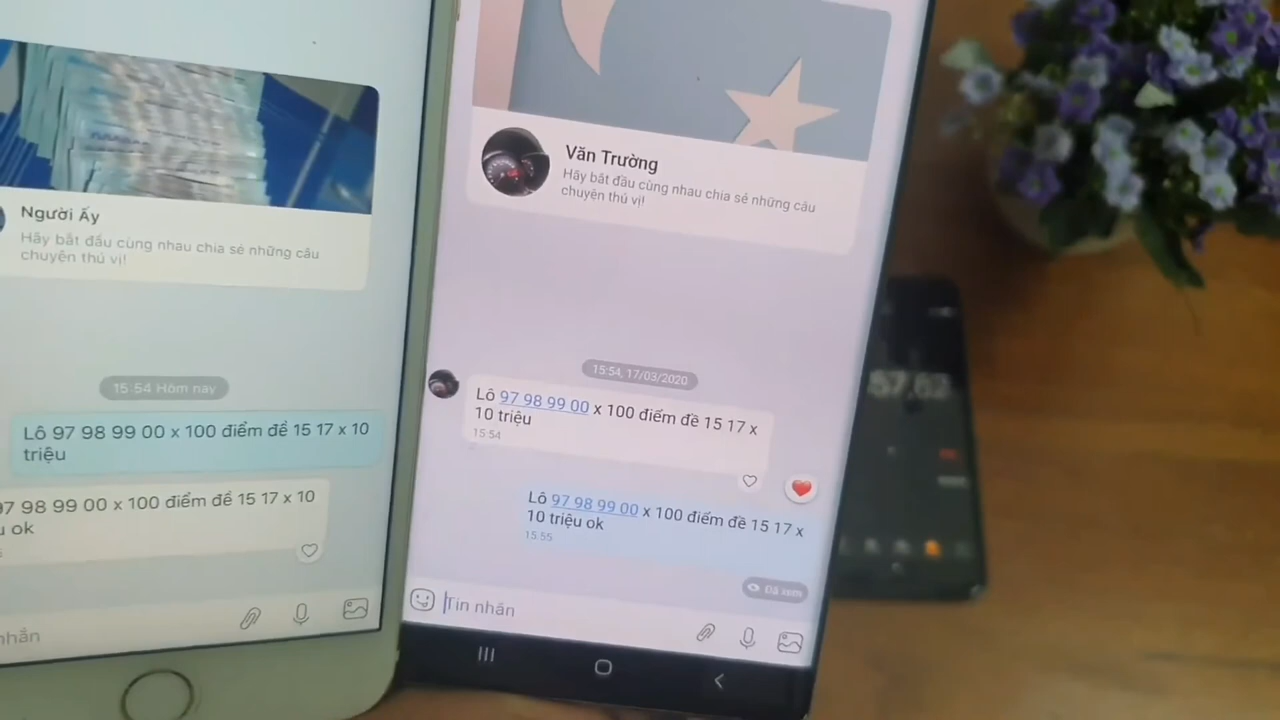 Người Ấy
Hãy bắt đầu cùng nhau chia sẻ những câu
chuyện thú vị!
15:54 Hôm nay
Lô 97 98 99 00 x 100 điểm đề 15 17 x 10
triệu
97 98 99 00 x 100 điểm đề 15 17 x 10
u ok
nhắn
Văn Trường
Hãy bắt đầu cùng nhau chia sẻ những câu
chuyện thú vị!
15:54, 17/03/2020
Lô 97 98 99 00 x 100 điểm đề 15 17 x
10 triệu
15:54
Lô 97 98 99 00 x 100 điểm đề 15 17 x
10 triệu ok
15:55
Đã xem
Tin nhắn
57,62